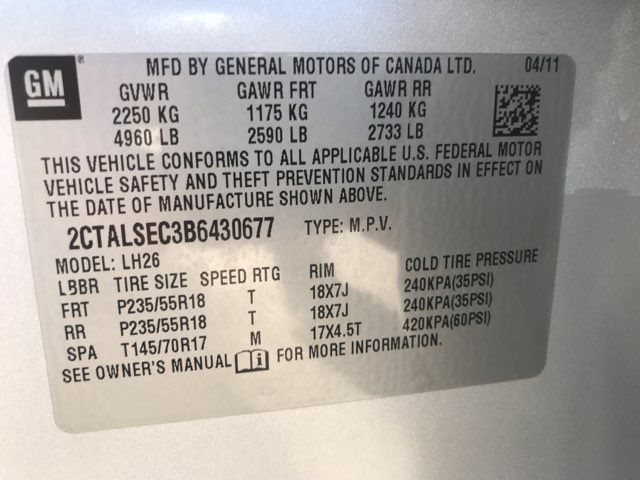 GM
MFD BY GENERAL MOTORS OF CANADA LTD. 04/11
GVWR GAWR FRT GAWR RR
2250 KG 1175 KG 1240 KG
4960 LB 2590 LB 2733 LB
THIS VEHICLE CONFORMS TO ALL APPLICABLE U.S. FEDERAL MOTOR
VEHICLE SAFETY AND THEFT PREVENTION STANDARDS IN EFFECT ON
THE DATE OF MANUFACTURE SHOWN ABOVE.
2CTALSEC3B6430677 TYPE: M.P.V.
MODEL: LH26
LBBR TIRE SIZE SPEED RTG RIM COLD TIRE PRESSURE
FRT P235/55R18 T 18X7J 240KPA(35PSI)
RR P235/55R18 T 18X7J 240KPA(35PSI)
SPA T145/70R17 M 17X4.5T 420KPA(60PSI)
SEE OWNER'S MANUAL FOR MORE INFORMATION.